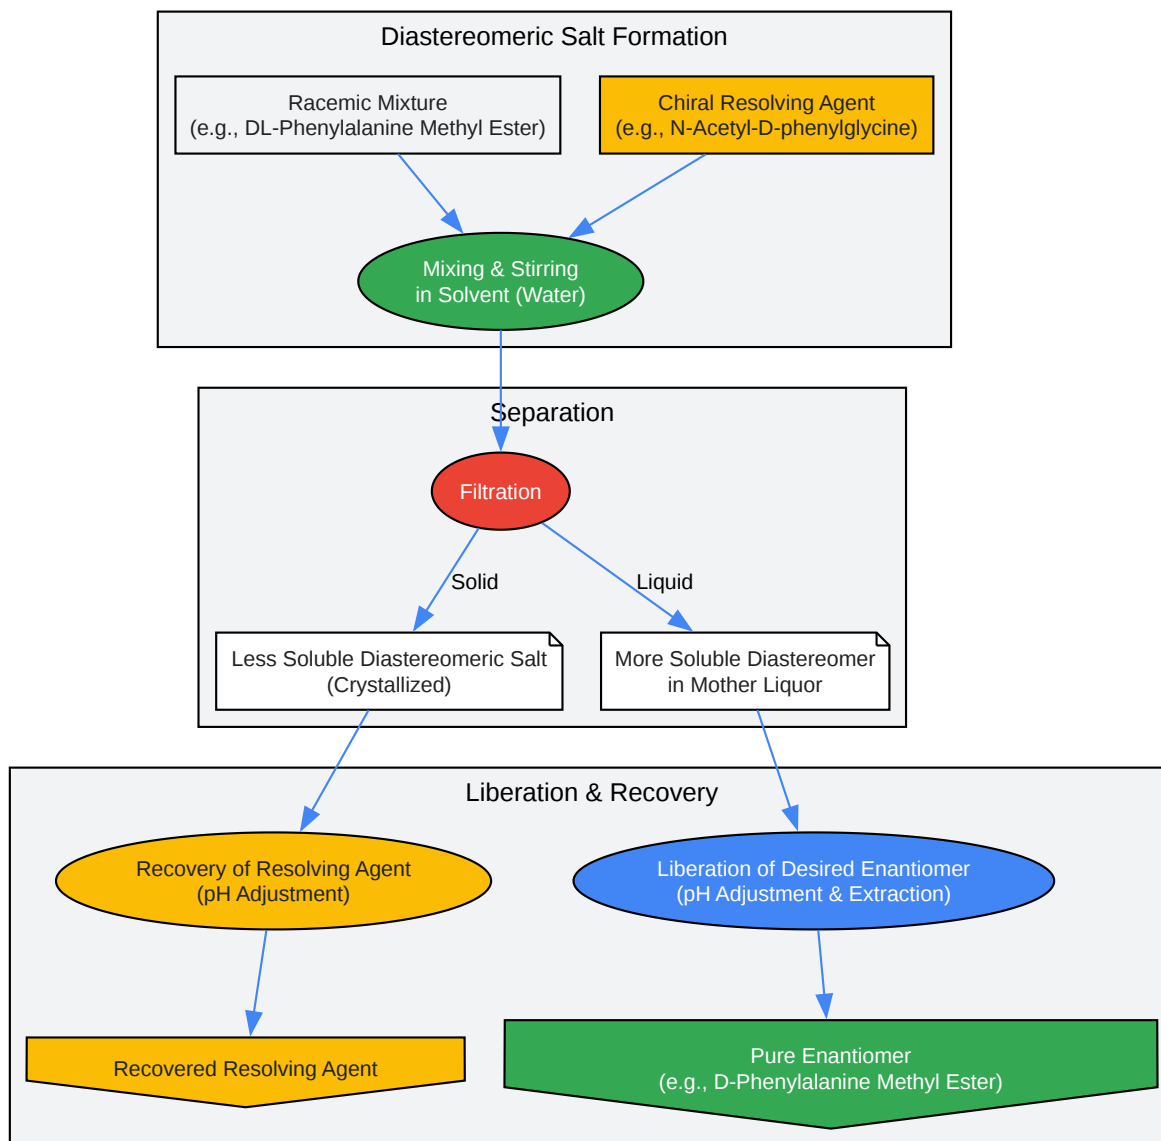 Diastereomeric Salt Formation
Racemic Mixture
(e.g., DL-Phenylalanine Methyl Ester)
Chiral Resolving Agent
(e.g., N-Acetyl-D-phenylglycine)
Mixing & Stirring
in Solvent (Water)
Separation
Filtration
Solid
Liquid
Less Soluble Diastereomeric Salt
(Crystallized)
More Soluble Diastereomer
in Mother Liquor
Liberation & Recovery
Recovery of Resolving Agent
(pH Adjustment)
Liberation of Desired Enantiomer
(pH Adjustment & Extraction)
Recovered Resolving Agent
Pure Enantiomer
(e.g., D-Phenylalanine Methyl Ester)